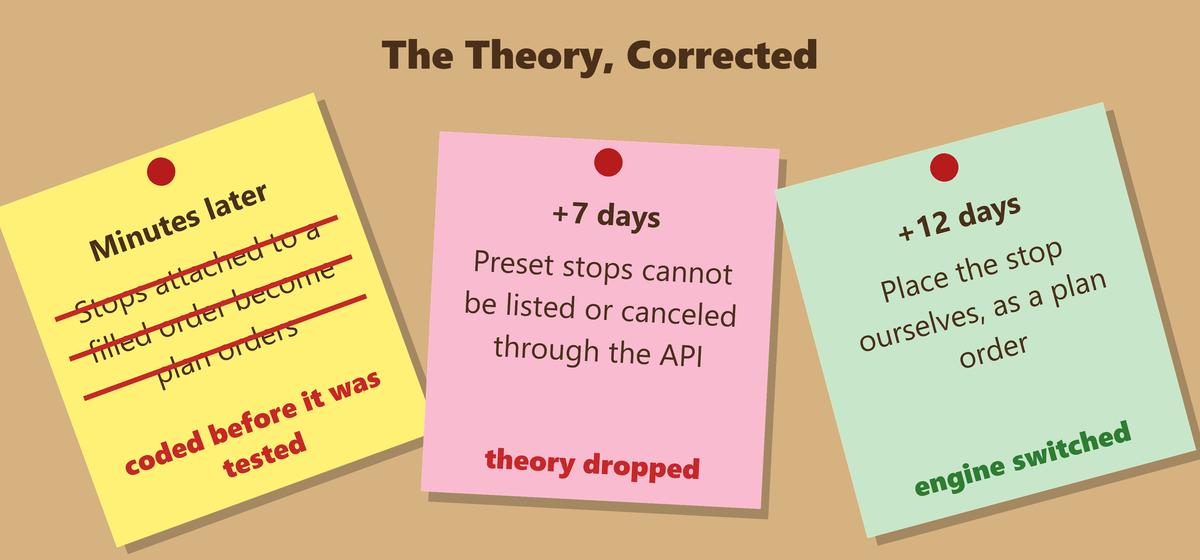 The Theory, Corrected
Minutes later
Stops attached to a
filled order become
plan orders
coded before it was
tested
+7 days
Preset stops cannot
be listed or canceled
through the API
theory dropped
+12 days
Place the stop
ourselves, as a plan
order
engine switched